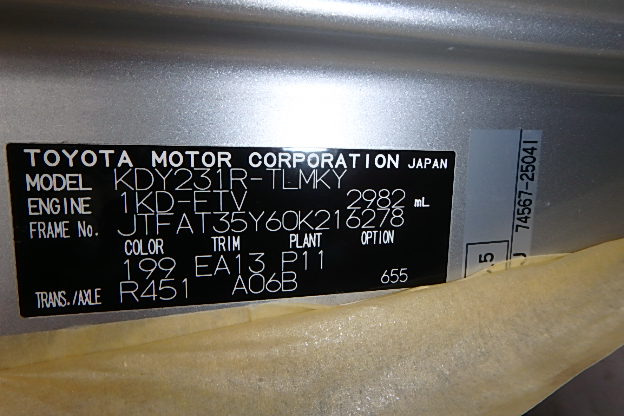 TOYOTA MOTOR CORPORATION JAPAN
MODEL KDY231R-TLMKY
ENGINE 1KD-FTV 2982 mL
FRAME No. JTFAT35Y60K216278
COLOR TRIM PLANT OPTION
199 EA13 P11
TRANS./AXLE R451 A06B 655
74567-25041